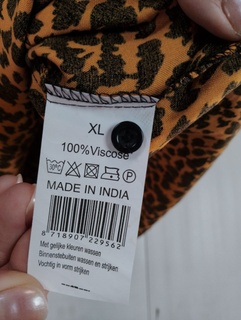 XL
100%Viscose
30°C P
MADE IN INDIA
8 718907 229562
Met gelijke kleuren wassen
Binnenstebuiten wassen en strijken
Vochtig in vorm strijken